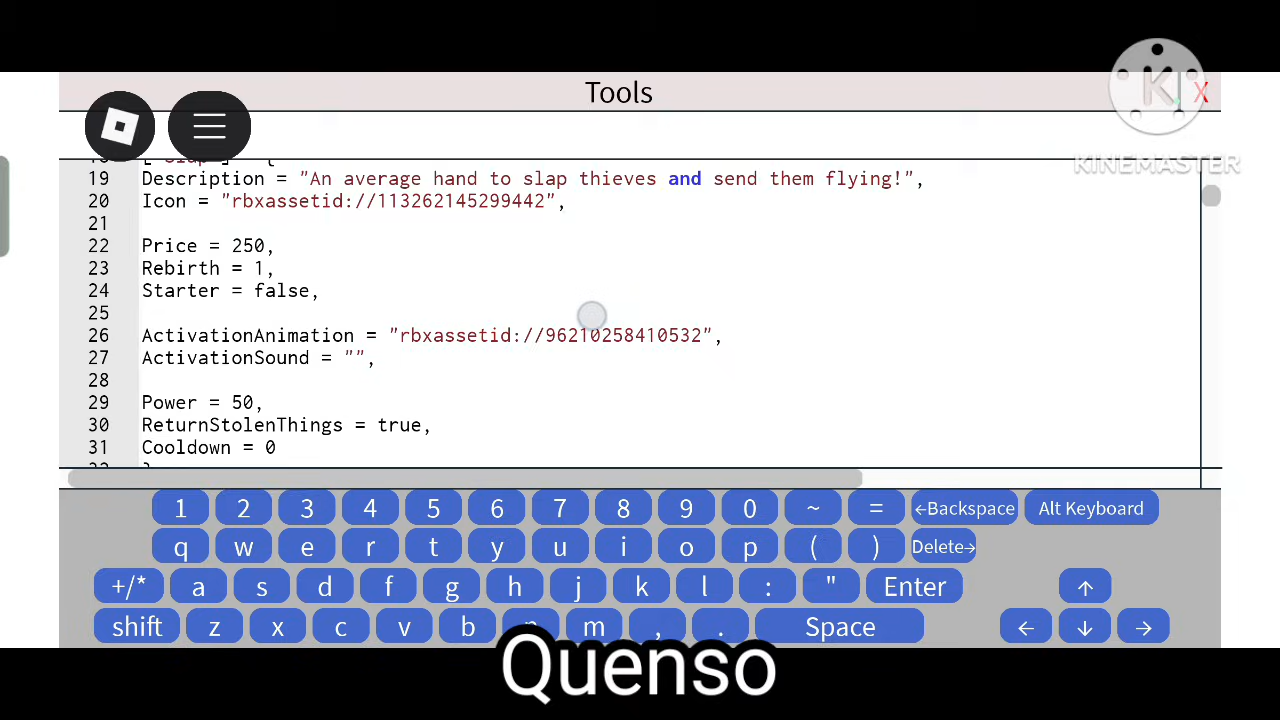 Tools
X
KINEMASTER
19 Description = "An average hand to slap thieves and send them flying!",
20 Icon = "rbxassetid://113262145299442",
21
22 Price = 250,
23 Rebirth = 1,
24 Starter = false,
25
26 ActivationAnimation = "rbxassetid://96210258410532",
27 ActivationSound = "",
28
29 Power = 50,
30 ReturnStolenThings = true,
31 Cooldown = 0
1 2 3 4 5 6 7 8 9 0 ~ = ←Backspace Alt Keyboard
q w e r t y u i o p ( ) Delete→
+/* a s d f g h j k l : " Enter ↑
shift z x c v b m , . Space ← ↓ →
Quenso